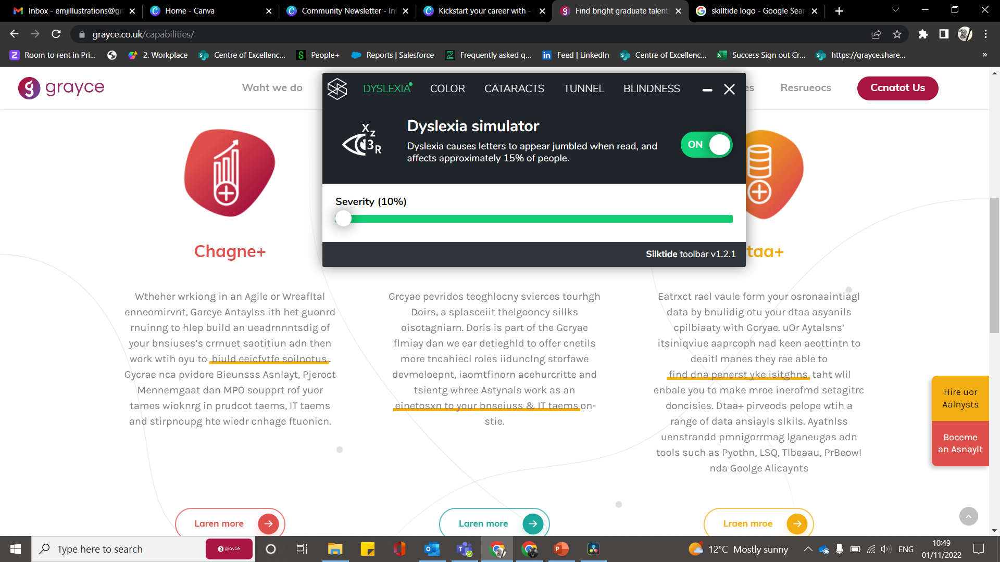 Inbox - emjillustrations@gm
Home - Canva
Community Newsletter - Inf
Kickstart your career with -
Find bright graduate talent
skilltide logo - Google Sear
grayce.co.uk/capabilities/
Room to rent in Pri...
2. Workplace
Centre of Excellenc...
People+
Reports | Salesforce
Frequently asked q...
Feed | LinkedIn
Centre of Excellenc...
Success Sign out Cr...
https://grayce.share...
grayce
Waht we do
es
Resrueocs
Ccnatot Us
DYSLEXIA
COLOR
CATARACTS
TUNNEL
BLINDNESS
Dyslexia simulator
Dyslexia causes letters to appear jumbled when read, and
affects approximately 15% of people.
ON
Severity (10%)
Silktide toolbar v1.2.1
Chagne+
Wtheher wrkiong in an Agile or Wreafltal
enneomirvnt, Garcye Antaylss ith het guonrd
rnuinng to hlep build an ueadrnnntsdig of
your bnsiuses’s crrnuet saotitiun adn then
work wtih oyu to biuld eeicfvtfe soilnotus .
Gycrae nca pvidore Bieunsss Asnlayt, Pjeroct
Mennemgaat dan MPO soupprt rof yuor
tames wioknrg in prudcot taems, IT taems
and stirpnoupg hte wiedr cnhage ftuonicn.
Laren more
Grcyae pevridos teoghlocny svierces tourhgh
Doirs, a splasceiit thelgooncy sillks
oisotagniarn. Doris is part of the Gcryae
flmiay dan we ear detieghld to offer cnetils
more tncahiecl roles iiduncIng storfawe
devmeloepnt, iaomtfinorn acehurcritte and
tsientg whree Astynals work as an
einetosxn to your bnseiuss & IT taems on-
stie.
Laren more
taa+
Eatrxct rael vaule form your osronaaintiagl
data by bnulidig otu your dtaa asyanils
cpilbiaaty with Gcryae. uOr Aytalsns’
itsiniqviue aaprcoph nad keen aeottintn to
deaitl manes they rae able to
find dna penerst yke isitghns taht wlil
enbale you to make mroe inerofmd setagitrc
doncisies. Dtaa+ pirveods pelope wtih a
range of data ansiayls slkils. Ayatnlss
uenstrandd pmnigorrmag lganeugas adn
tools such as Pyothn, LSQ, Tlbeaau, PrBeowI
nda Goolge Alicaynts
Lraen mroe
Hire uor
Aalnysts
Boceme
an Asnaylt
Type here to search
grayce
12°C Mostly sunny
ENG
10:49
01/11/2022